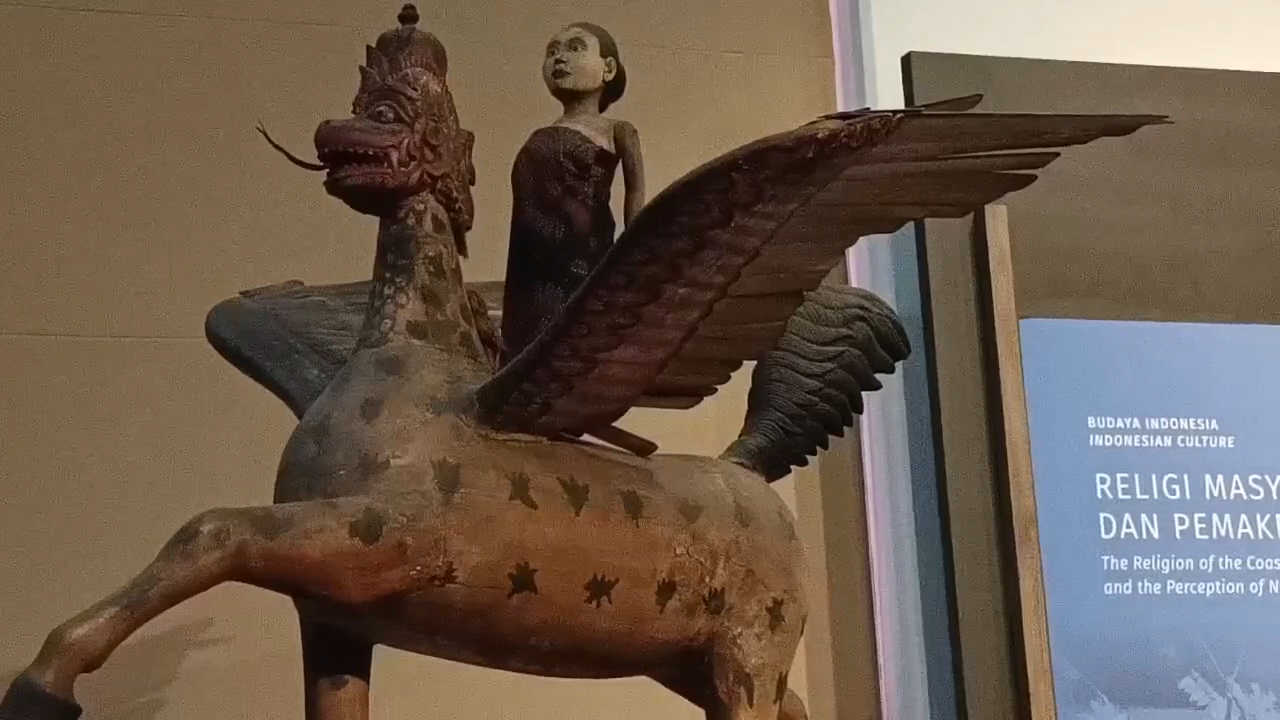 BUDAYA INDONESIA
INDONESIAN CULTURE
RELIGI MASY
DAN PEMAK
The Religion of the Coas
and the Perception of N